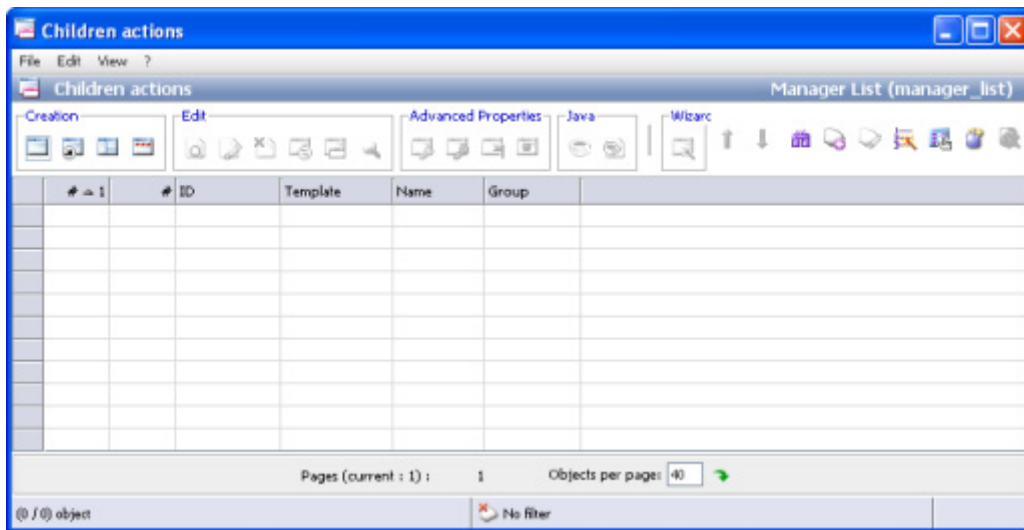 Children actions
File Edit View ?
Children actions Manager List (manager_list)
Creation Edit Advanced Properties Java Wizarc
# 1 # ID Template Name Group
Pages (current : 1) : 1 Objects per page: 40
(0 / 0) object No filter